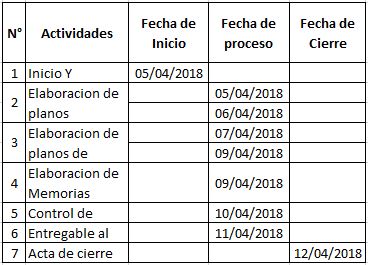 N° Actividades Fecha de Inicio Fecha de proceso Fecha de Cierre
1 Inicio Y 05/04/2018
2 Elaboracion de planos 05/04/2018
06/04/2018
3 Elaboracion de planos de 07/04/2018
09/04/2018
4 Elaboracion de Memorias 09/04/2018
5 Control de 10/04/2018
6 Entregable al 11/04/2018
7 Acta de cierre 12/04/2018